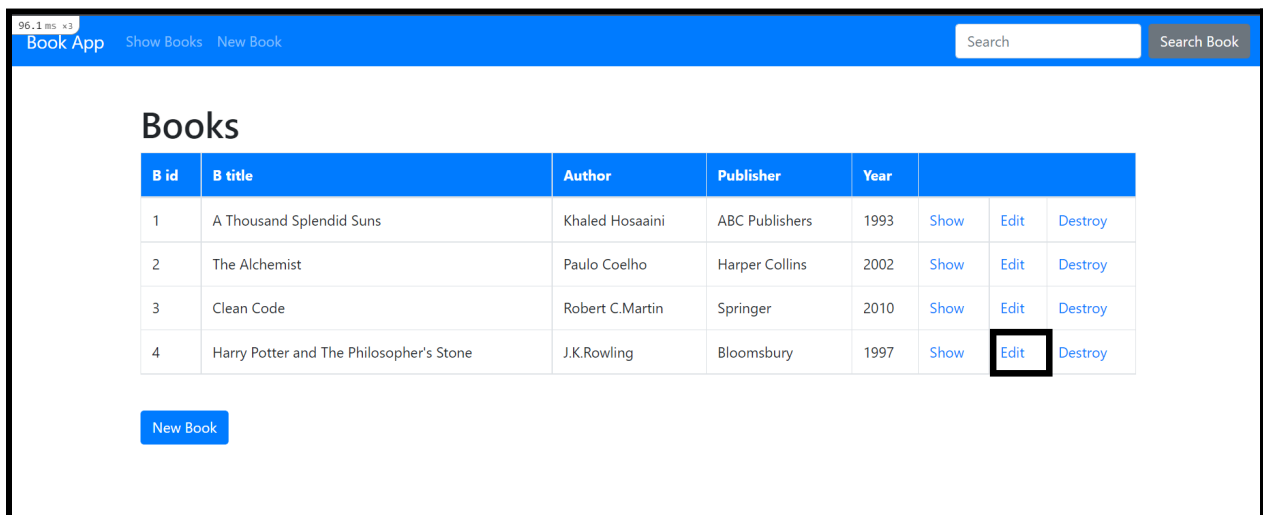 96.1 ms ×3
Book App Show Books New Book Search Search Book
Books
B id B title Author Publisher Year
1 A Thousand Splendid Suns Khaled Hosaaini ABC Publishers 1993 Show Edit Destroy
2 The Alchemist Paulo Coelho Harper Collins 2002 Show Edit Destroy
3 Clean Code Robert C.Martin Springer 2010 Show Edit Destroy
4 Harry Potter and The Philosopher's Stone J.K.Rowling Bloomsbury 1997 Show Edit Destroy
New Book